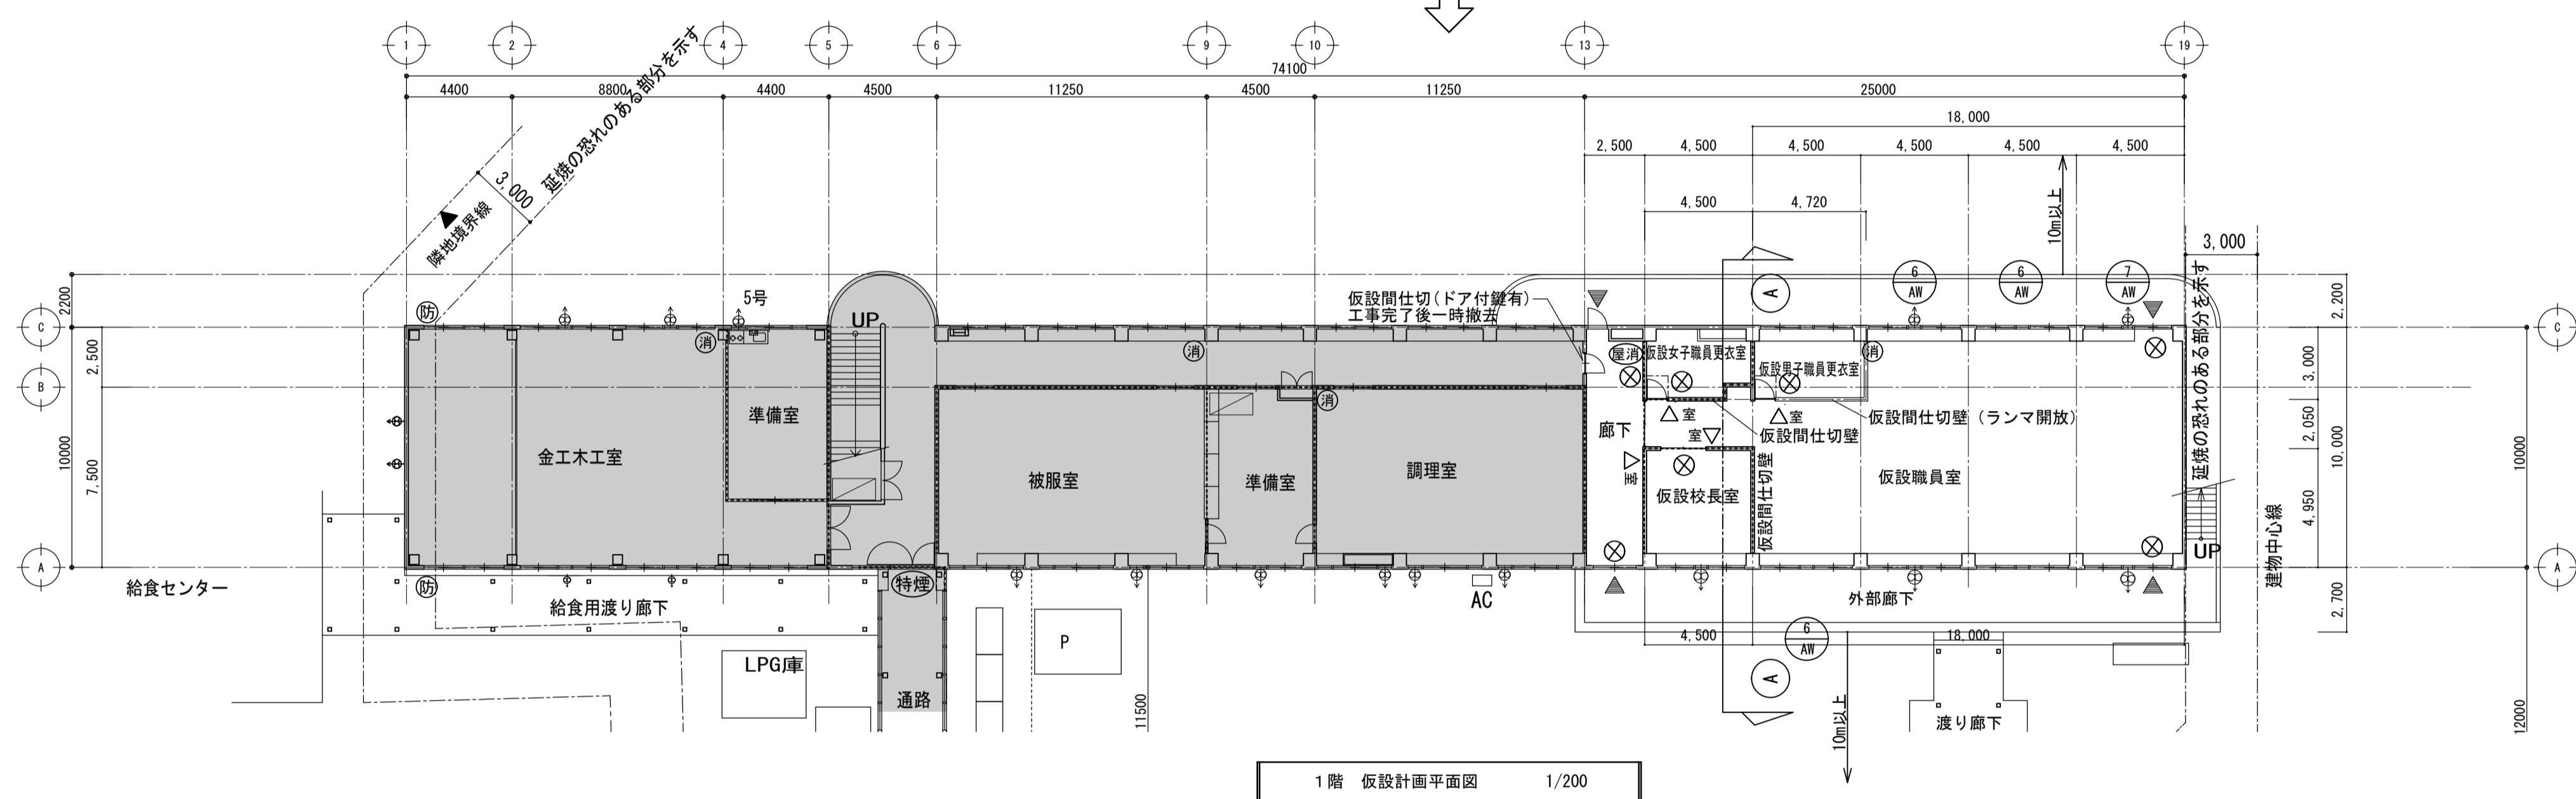 1
2
4
5
6
9
10
13
19
74100
4400
8800
4400
4500
11250
4500
11250
25000
18,000
2,500
4,500
4,500
4,500
4,500
4,500
4,500
4,720
10m以上
3,000
延焼の恐れのある部分を示す
3,000
隣地境界線
延焼の恐れのある部分を示す
建物中心線
2200
C
2,500
B
10000
7,500
A
防
5号
消
UP
準備室
金工木工室
防
給食センター
給食用渡り廊下
LPG庫
特煙
通路
消
被服室
準備室
消
調理室
P
11500
AC
仮設間仕切(ドア付鍵有)
工事完了後一時撤去
A
6
AW
6
AW
7
AW
屋消
仮設女子職員更衣室
仮設男子職員更衣室
消
室
室
室
室
仮設間仕切壁(ランマ開放)
仮設間仕切壁
廊下
仮設校長室
仮設間仕切壁
仮設職員室
UP
外部廊下
4,500
6
AW
18,000
A
10m以上
渡り廊下
2,200
3,000
2,050
10,000
4,950
2,700
C
10000
A
12000
1階 仮設計画平面図 1/200